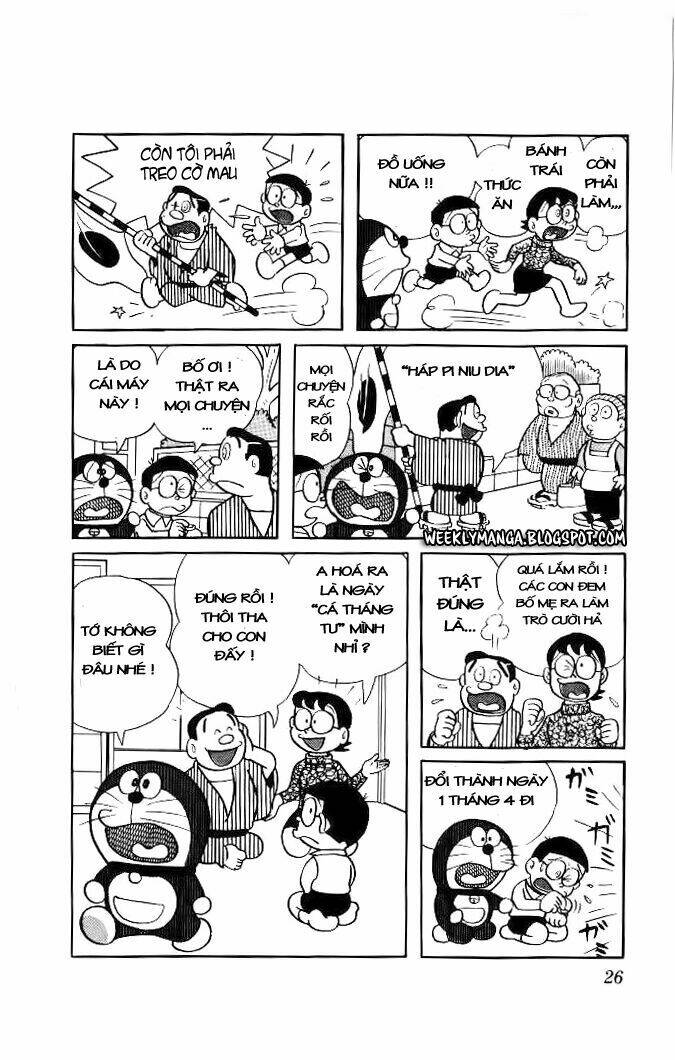 ĐỒ UỐNG
NỮA !!
THỨC
ĂN
BÁNH
TRÁI
CÒN
PHẢI
LÀM,,,
CÒN TÔI PHẢI
TREO CỜ MAU
"HÁP PI NIU DIA"
MỌI
CHUYỆN
RẮC
RỐI
RỒI
BỐ ƠI !
THẬT RA
MỌI CHUYỆN
...
LÀ DO
CÁI MÁY
NÀY !
WEEKLYMANGA.BLOGSPOT.COM
QUÁ LẮM RỒI !
CÁC CON ĐEM
BỐ MẸ RA LÀM
TRÒ CƯỜI HẢ
THẬT
ĐÚNG
LÀ...
ĐỔI THÀNH NGÀY
1 THÁNG 4 ĐI
ガガガ
A HOÁ RA
LÀ NGÀY
"CÁ THÁNG
TƯ" MÌNH
NHỈ ?
ĐÚNG RỒI !
THÔI THA
CHO CON
ĐẤY !
TỚ KHÔNG
BIẾT GÌ
ĐÂU NHÉ !
26